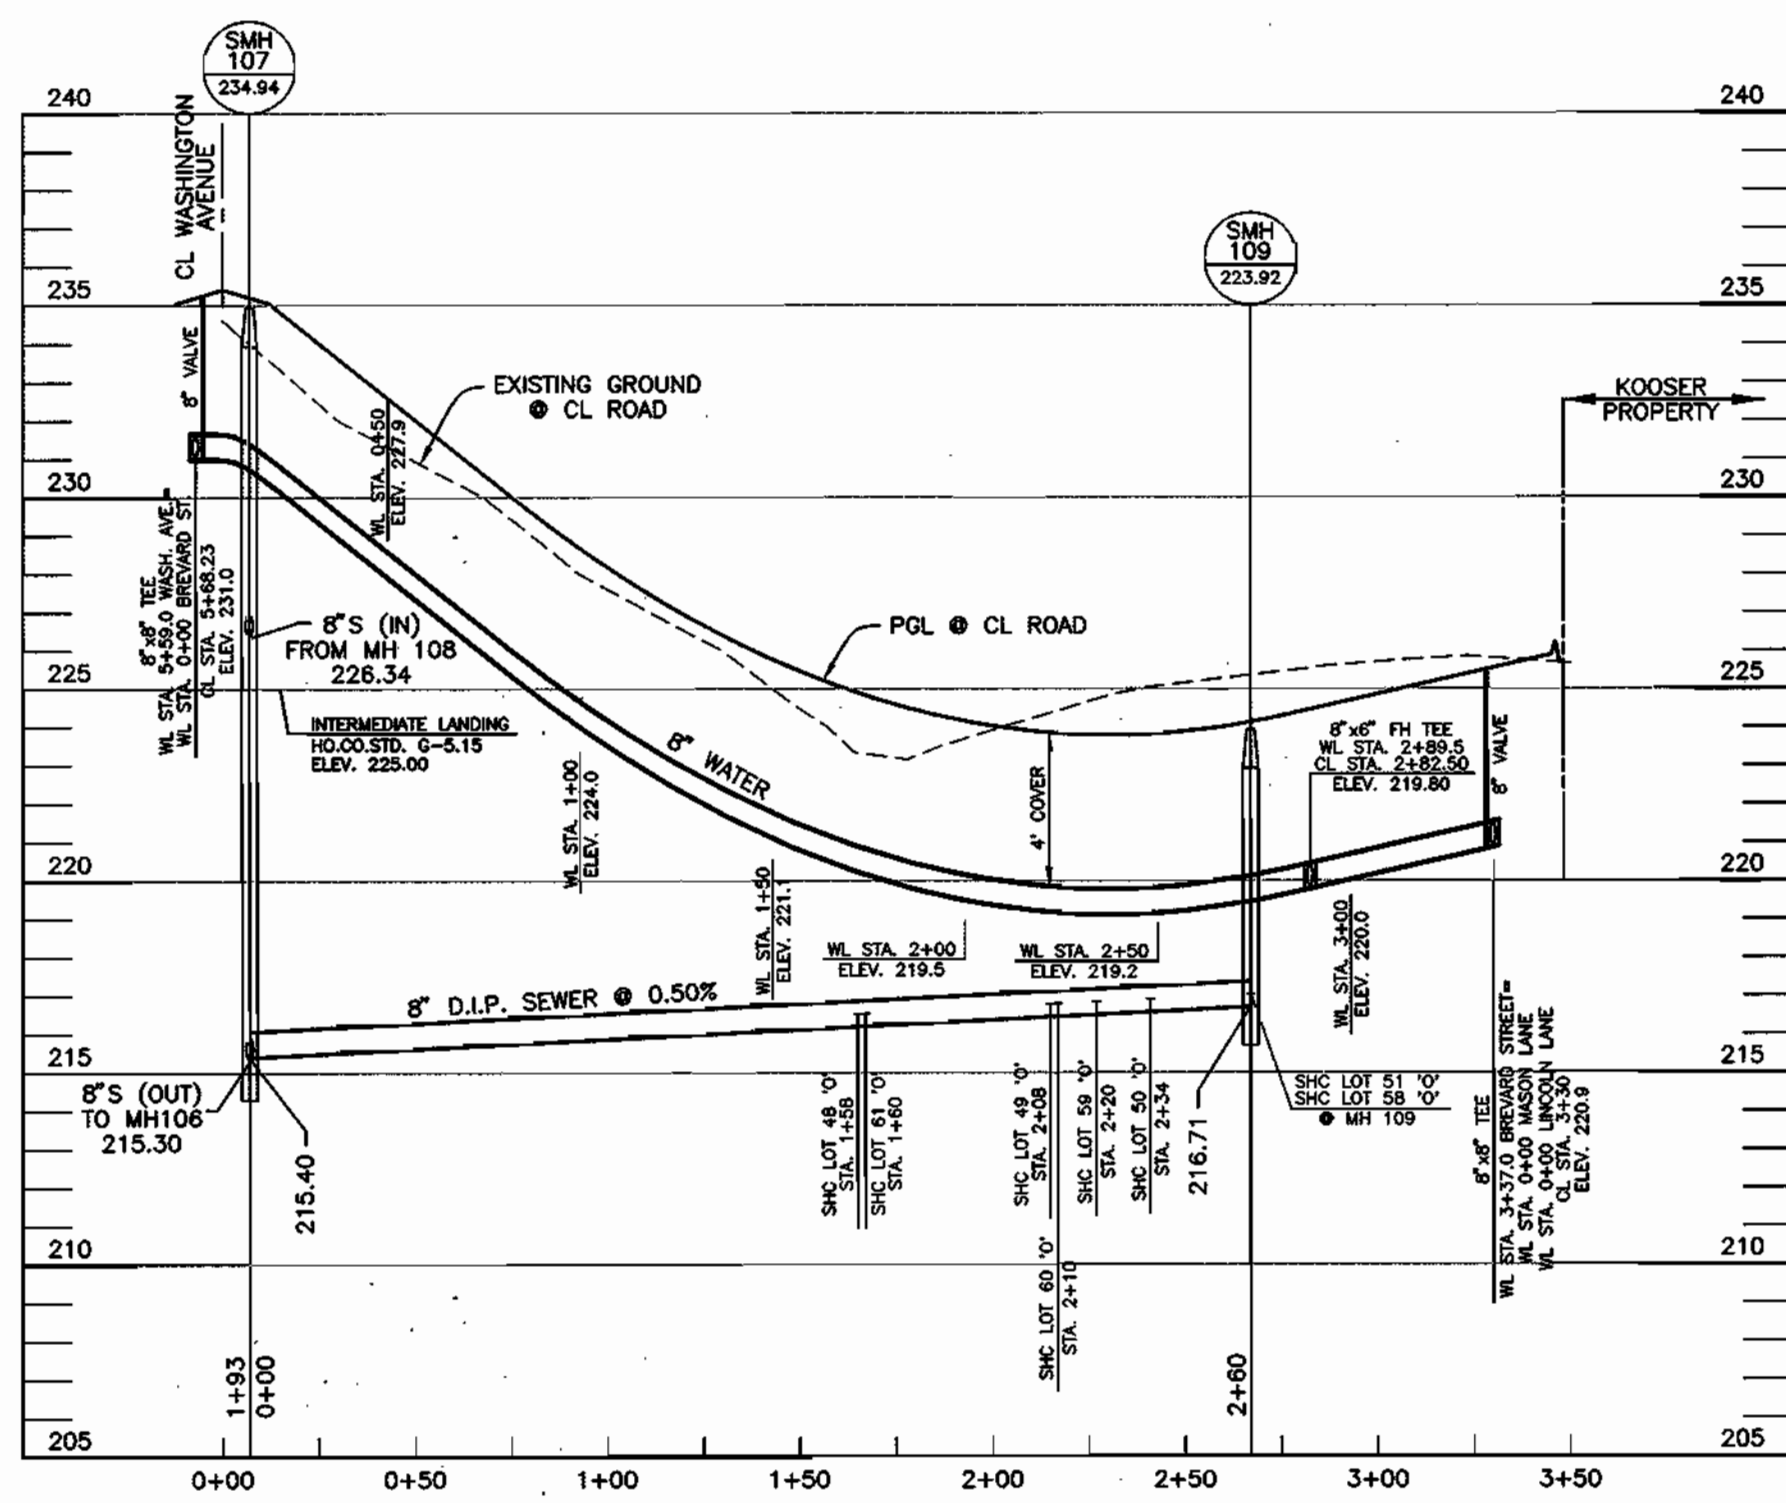 SMH
107
234.94
240
240
CL WASHINGTON
AVENUE
SMH
109
223.92
235
235
8" VALVE
EXISTING GROUND
@ CL ROAD
KOOSER
PROPERTY
WL STA. 0+50
ELEV. 227.9
230
230
8"x8" TEE
WL STA. 5+59.0 WASH. AVE.=
WL STA. 0+00 BREVARD ST.
CL STA. 5+68.23
ELEV. 231.0
8"S (IN)
FROM MH 108
226.34
PGL @ CL ROAD
225
225
INTERMEDIATE LANDING
HO.CO.STD. G-5.15
ELEV. 225.00
8" WATER
4' COVER
8"x6" FH TEE
WL STA. 2+89.5
CL STA. 2+82.50
ELEV. 219.80
8" VALVE
WL STA. 1+00
ELEV. 224.0
220
220
WL STA. 1+50
ELEV. 221.1
WL STA. 2+00
ELEV. 219.5
WL STA. 2+50
ELEV. 219.2
WL STA. 3+00
ELEV. 220.0
8" D.I.P. SEWER @ 0.50%
215
215
8"S (OUT)
TO MH106
215.30
215.40
SHC LOT 48 '0'
STA. 1+58
SHC LOT 61 '0'
STA. 1+60
SHC LOT 49 '0'
STA. 2+08
SHC LOT 59 '0'
STA. 2+20
SHC LOT 50 '0'
STA. 2+34
216.71
SHC LOT 51 '0'
SHC LOT 58 '0'
@ MH 109
8"x8" TEE
WL STA. 3+37.0 BREVARD STREET=
WL STA. 0+00 MASON LANE
WL STA. 0+00 LINCOLN LANE
CL STA. 3+30
ELEV. 220.9
210
210
SHC LOT 60 '0'
STA. 2+10
1+93
0+00
2+60
205
205
0+00
0+50
1+00
1+50
2+00
2+50
3+00
3+50